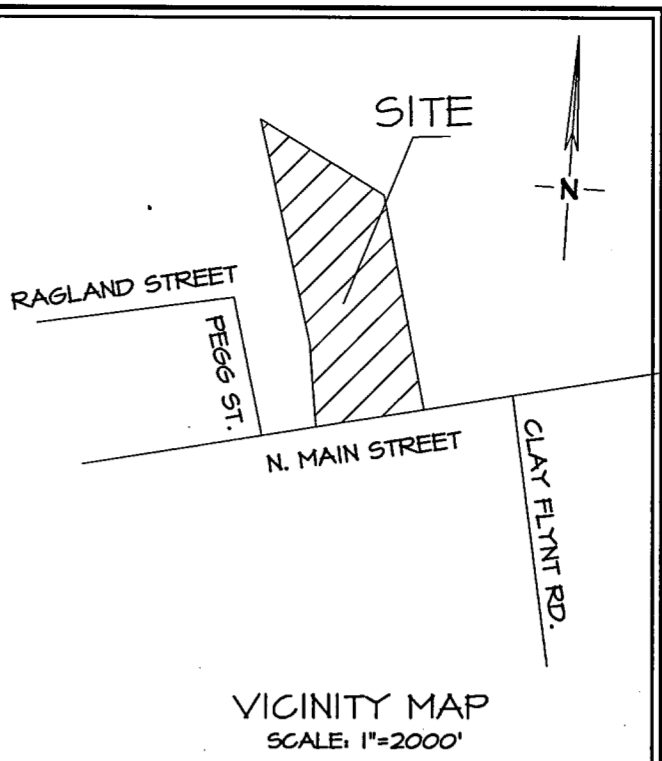 SITE
N
RAGLAND STREET
PEGG ST.
N. MAIN STREET
CLAY FLYNT RD.
VICINITY MAP
SCALE: 1"=2000'